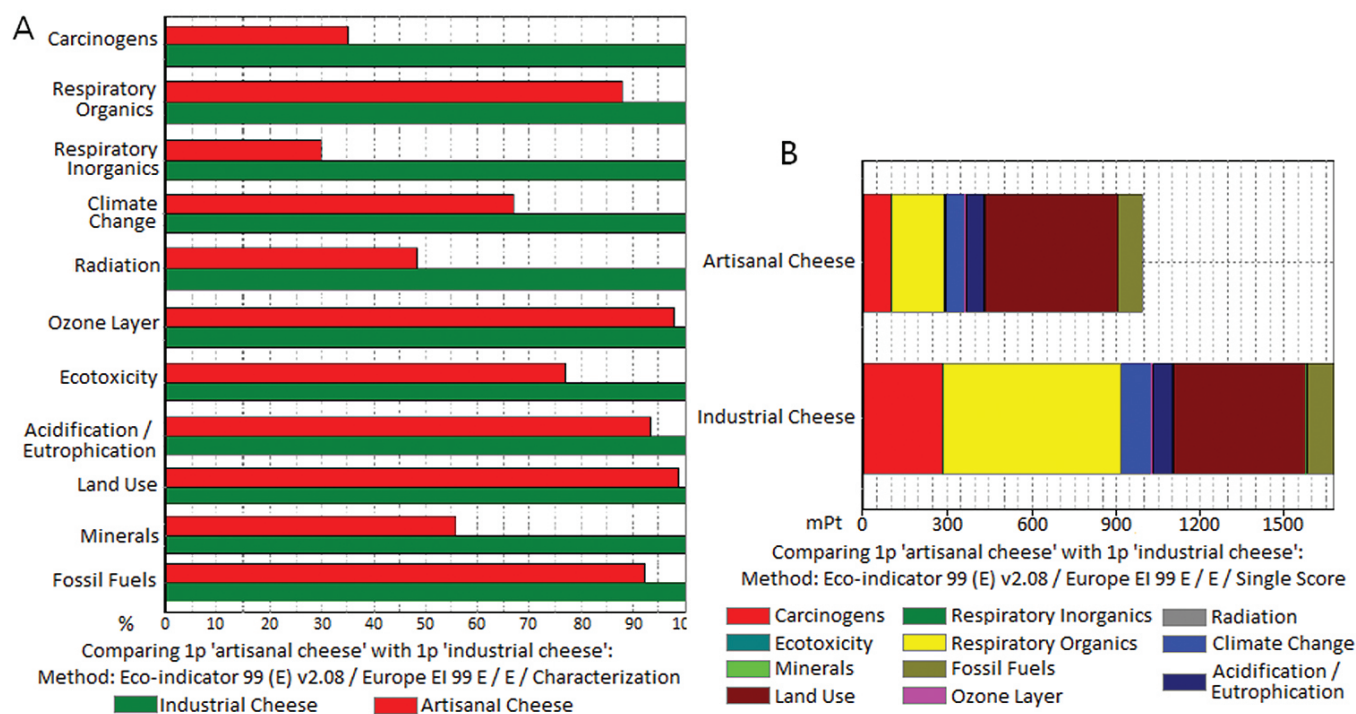 A
Carcinogens
Respiratory
Organics
Respiratory
Inorganics
Climate
Change
Radiation
Ozone Layer
Ecotoxicity
Acidification /
Eutrophication
Land Use
Minerals
Fossil Fuels
% 0 10 20 30 40 50 60 70 80 90 10
Comparing 1p 'artisanal cheese' with 1p 'industrial cheese':
Method: Eco-indicator 99 (E) v2.08 / Europe EI 99 E / E / Characterization
Industrial Cheese Artisanal Cheese
B
Artisanal Cheese
Industrial Cheese
mPt 0 300 600 900 1200 1500
Comparing 1p 'artisanal cheese' with 1p 'industrial cheese':
Method: Eco-indicator 99 (E) v2.08 / Europe EI 99 E / E / Single Score
Carcinogens Respiratory Inorganics Radiation
Ecotoxicity Respiratory Organics Climate Change
Minerals Fossil Fuels Acidification /
Eutrophication
Land Use Ozone Layer